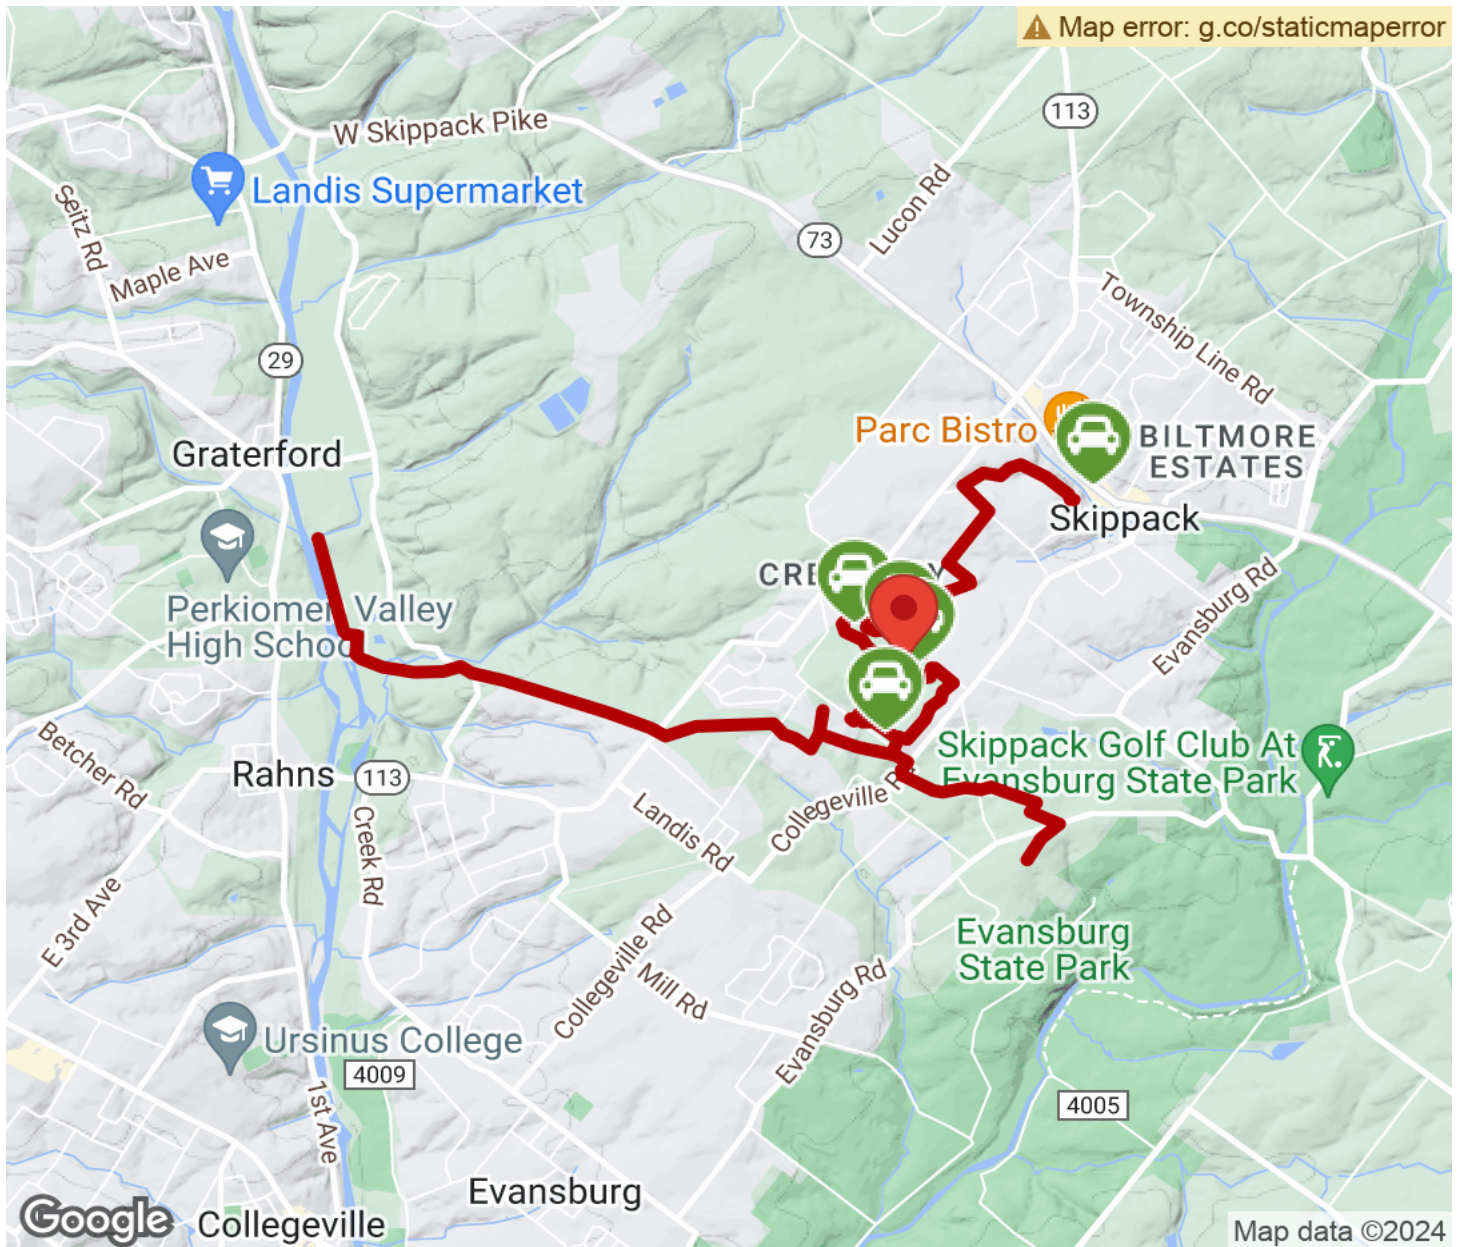 Map error: g.co/staticmaperror
113
W Skippack Pike
Landis Supermarket
Seitz Rd
Lucon Rd
73
Maple Ave
Township Line Rd
29
Parc Bistro
BILTMORE
ESTATES
Graterford
Skippack
Perkiomen Valley
High School
Evansburg Rd
Betcher Rd
Skippack Golf Club At
Evansburg State Park
Rahns
113
Collegeville Rd
Landis Rd
Creek Rd
E 3rd Ave
Collegeville Rd
Evansburg
State Park
Mill Rd
Evansburg Rd
Ursinus College
4009
1st Ave
4005
Evansburg
Google
Collegeville
Map data ©2024